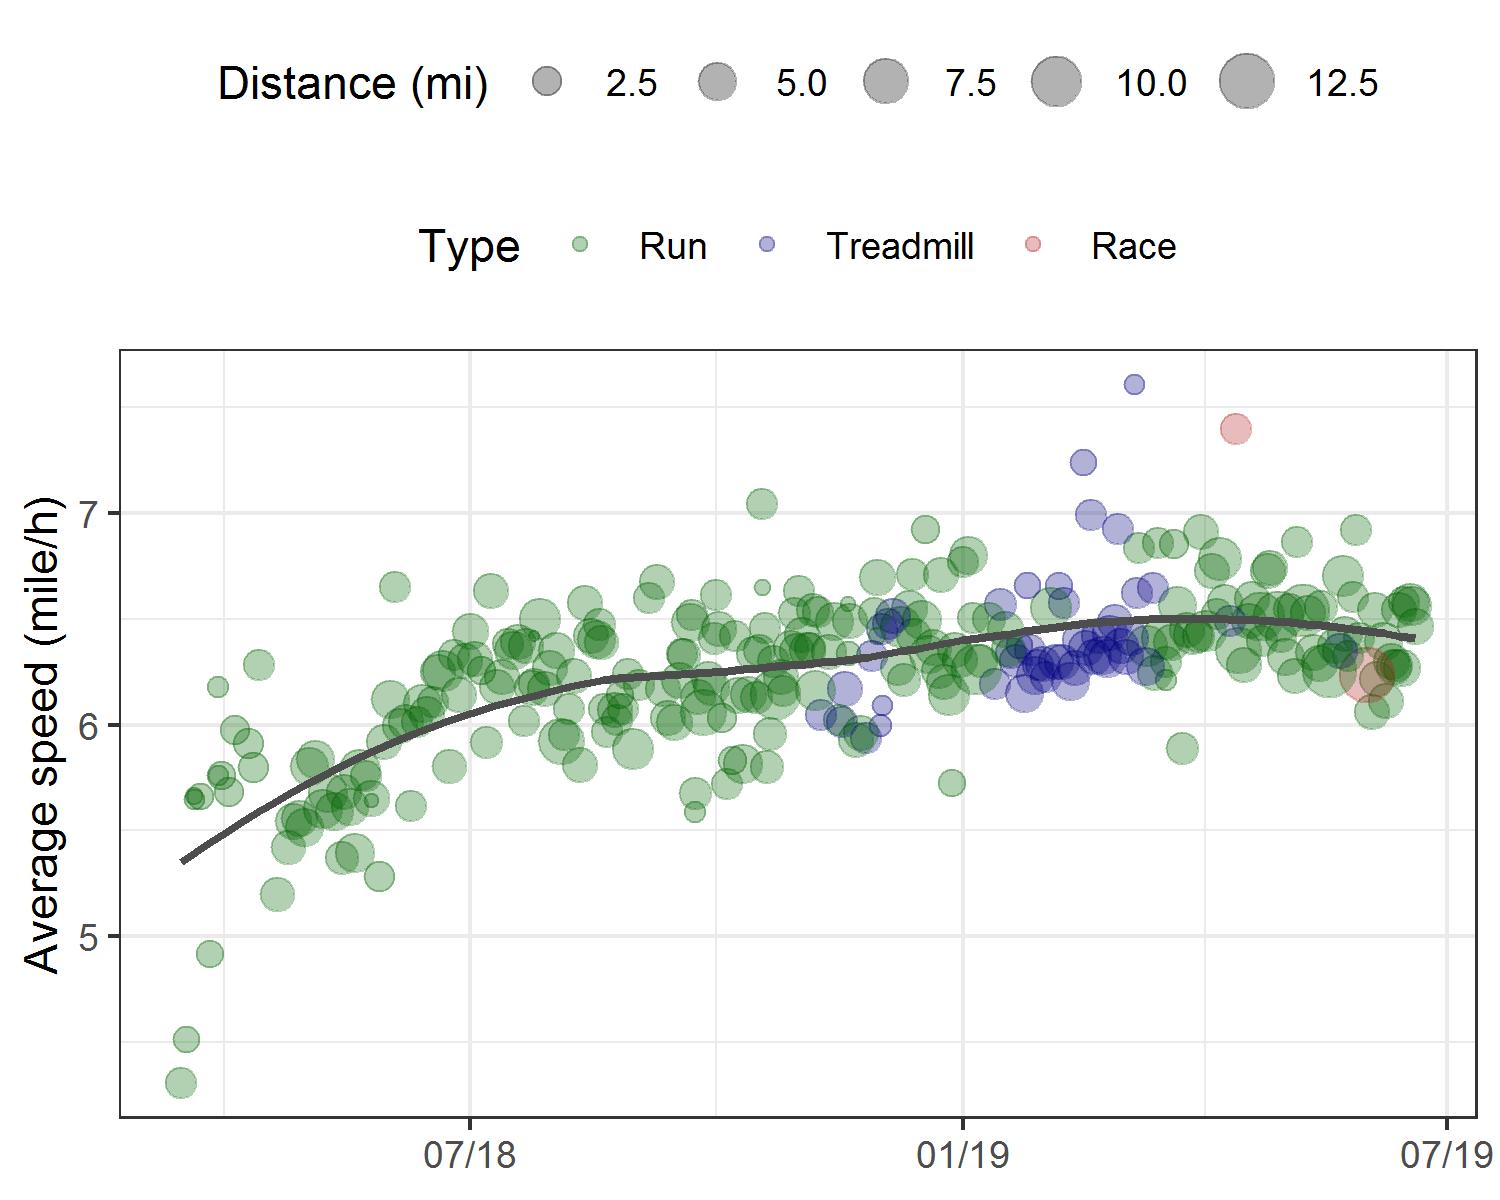 Distance (mi) 2.5 5.0 7.5 10.0 12.5
Type Run Treadmill Race
Average speed (mile/h)
7
6
5
07/18 01/19 07/19